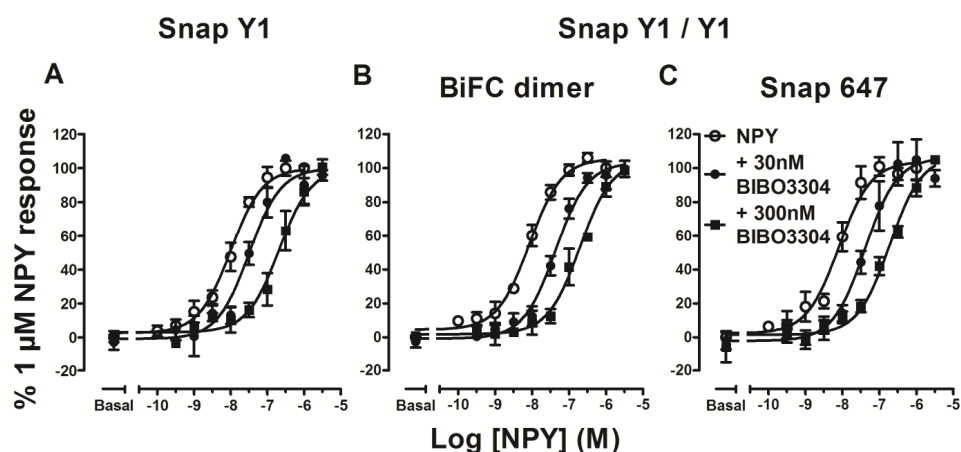 Snap Y1
Snap Y1 / Y1
A
B
C
BiFC dimer
Snap 647
% 1 µM NPY response
120
100
80
60
40
20
0
-20
Basal -10 -9 -8 -7 -6 -5
120
100
80
60
40
20
0
-20
Basal -10 -9 -8 -7 -6 -5
120
100
80
60
40
20
0
-20
Basal -10 -9 -8 -7 -6 -5
NPY
+ 30nM
BIBO3304
+ 300nM
BIBO3304
Log [NPY] (M)